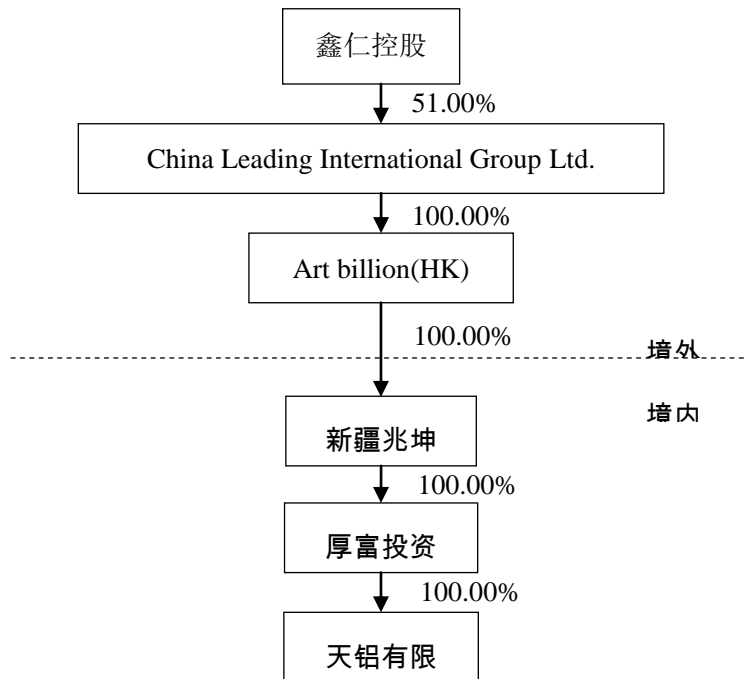 鑫仁控股
51.00%
China Leading International Group Ltd.
100.00%
Art billion(HK)
100.00%
境外
境内
新疆兆坤
100.00%
厚富投资
100.00%
天铝有限